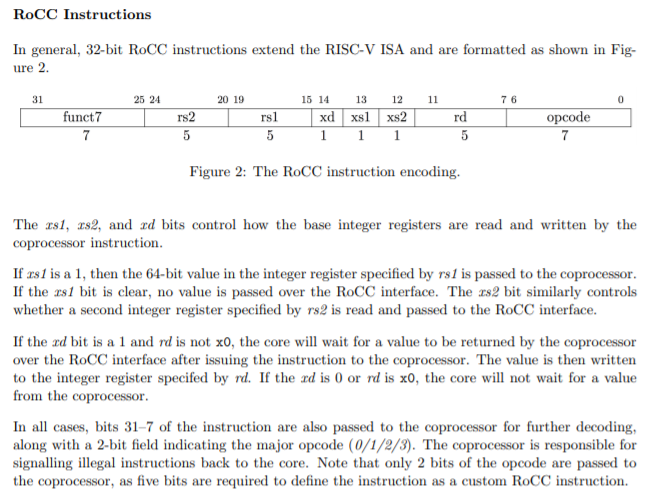 RoCC Instructions
In general, 32-bit RoCC instructions extend the RISC-V ISA and are formatted as shown in Fig-
ure 2.
31 25 24 20 19 15 14 13 12 11 7 6 0
funct7 rs2 rs1 xd xs1 xs2 rd opcode
7 5 5 1 1 1 5 7
Figure 2: The RoCC instruction encoding.
The xs1, xs2, and xd bits control how the base integer registers are read and written by the
coprocessor instruction.
If xs1 is a 1, then the 64-bit value in the integer register specified by rs1 is passed to the coprocessor.
If the xs1 bit is clear, no value is passed over the RoCC interface. The xs2 bit similarly controls
whether a second integer register specified by rs2 is read and passed to the RoCC interface.
If the xd bit is a 1 and rd is not x0, the core will wait for a value to be returned by the coprocessor
over the RoCC interface after issuing the instruction to the coprocessor. The value is then written
to the integer register specifed by rd. If the xd is 0 or rd is x0, the core will not wait for a value
from the coprocessor.
In all cases, bits 31–7 of the instruction are also passed to the coprocessor for further decoding,
along with a 2-bit field indicating the major opcode (0/1/2/3). The coprocessor is responsible for
signalling illegal instructions back to the core. Note that only 2 bits of the opcode are passed to
the coprocessor, as five bits are required to define the instruction as a custom RoCC instruction.